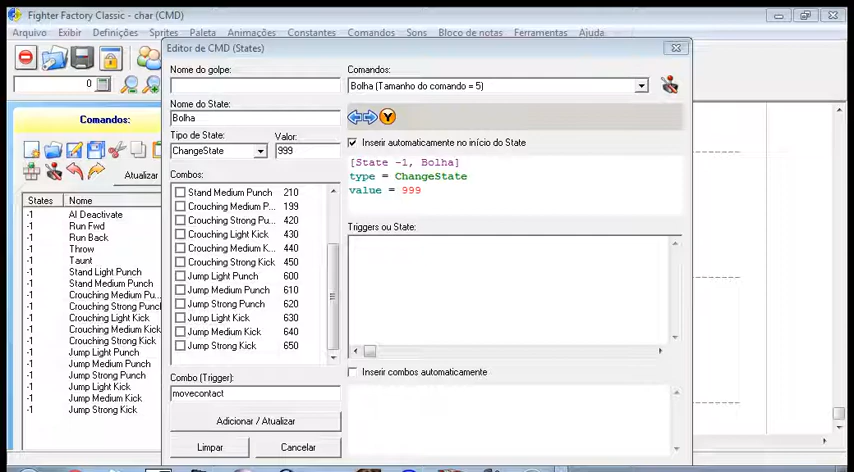 Fighter Factory Classic - char (CMD)
Arquivo Exibir Definições Sprites Paleta Animações Constantes Comandos Sons Bloco de notas Ferramentas Ajuda
Editor de CMD (States)
0
Comandos:
Atualizar
States Nome
-1 AI Deactivate
-1 Run Fwd
-1 Run Back
-1 Throw
-1 Taunt
-1 Stand Light Punch
-1 Stand Medium Punch
-1 Crouching Medium Pu...
-1 Crouching Strong Punc
-1 Crouching Light Kick
-1 Crouching Medium Kick
-1 Crouching Strong Kick
-1 Jump Light Punch
-1 Jump Medium Punch
-1 Jump Strong Punch
-1 Jump Light Kick
-1 Jump Medium Kick
-1 Jump Strong Kick
Nome do golpe:
Nome do State:
Bolha
Tipo de State: Valor:
ChangeState 999
Combos:
Stand Medium Punch 210
Crouching Medium P... 199
Crouching Strong Pu... 420
Crouching Light Kick 430
Crouching Medium K... 440
Crouching Strong Kick 450
Jump Light Punch 600
Jump Medium Punch 610
Jump Strong Punch 620
Jump Light Kick 630
Jump Medium Kick 640
Jump Strong Kick 650
Combo (Trigger):
movecontact
Adicionar / Atualizar
Limpar Cancelar
Comandos:
Bolha (Tamanho do comando = 5)
Y
Inserir automaticamente no início do State
[State -1, Bolha]
type = ChangeState
value = 999
Triggers ou State:
Inserir combos automaticamente